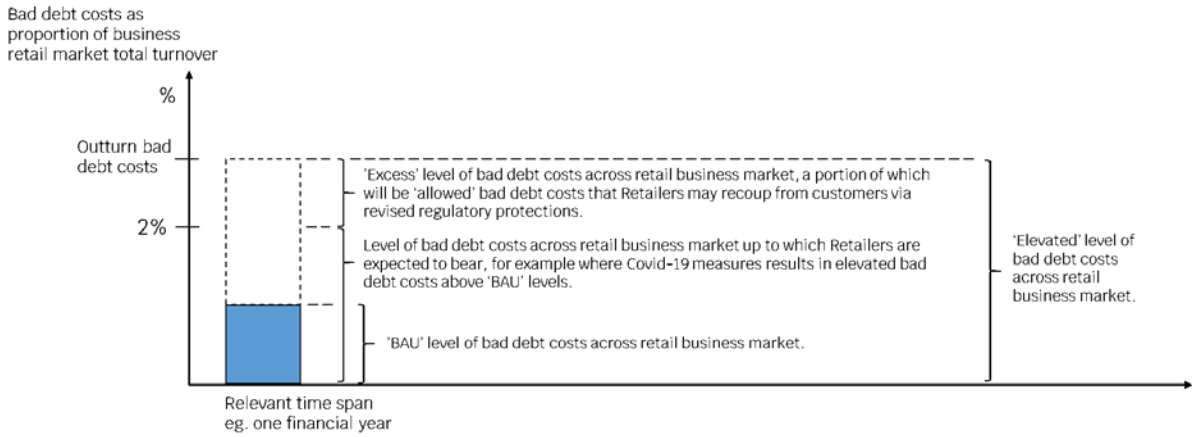 Bad debt costs as
proportion of business
retail market total turnover
%
Outturn bad
debt costs
2%
'Excess' level of bad debt costs across retail business market, a portion of which
will be 'allowed' bad debt costs that Retailers may recoup from customers via
revised regulatory protections.
Level of bad debt costs across retail business market up to which Retailers are
expected to bear, for example where Covid-19 measures results in elevated bad
debt costs above 'BAU' levels.
'BAU' level of bad debt costs across retail business market.
'Elevated' level of
bad debt costs
across retail
business market.
Relevant time span
eg. one financial year